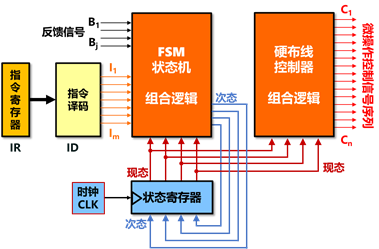 反馈信号
B1
Bj
FSM
状态机
组合逻辑
硬布线
控制器
组合逻辑
C1
Cn
微操作控制信号序列
指令寄存器
IR
指令
译码
ID
I1
Im
次态
现态
现态
时钟
CLK
状态寄存器
次态